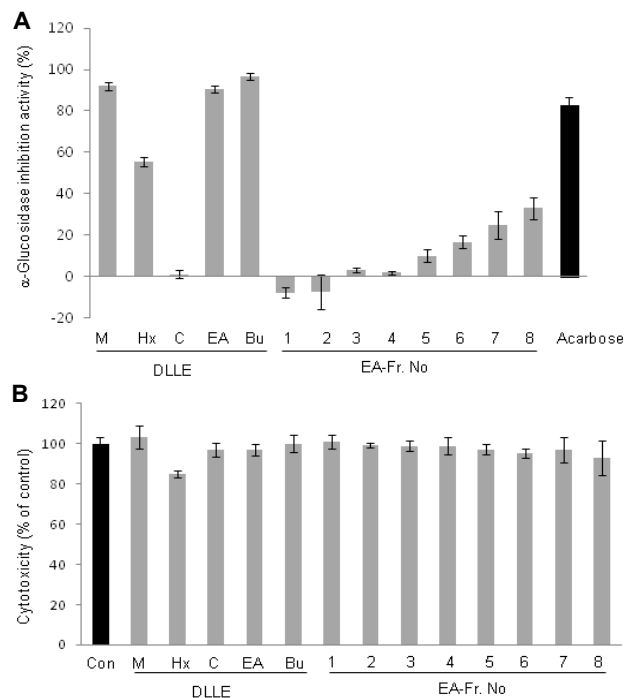 A
α-Glucosidase inhibition activity (%)
120
100
80
60
40
20
0
-20
M Hx C EA Bu 1 2 3 4 5 6 7 8 Acarbose
DLLE EA-Fr. No
B
Cytotoxicity (% of control)
120
100
80
60
40
20
0
Con M Hx C EA Bu 1 2 3 4 5 6 7 8
DLLE EA-Fr. No